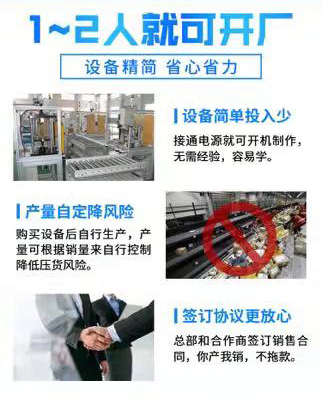 1~2人就可开厂
设备精简 省心省力
设备简单投入少
接通电源就可开机制作，
无需经验，容易学。
产量自定降风险
购买设备后自行生产，产
量可根据销量来自行控制
降低压货风险。
签订协议更放心
总部和合作商签订销售合
同，你产我销，不拖款。